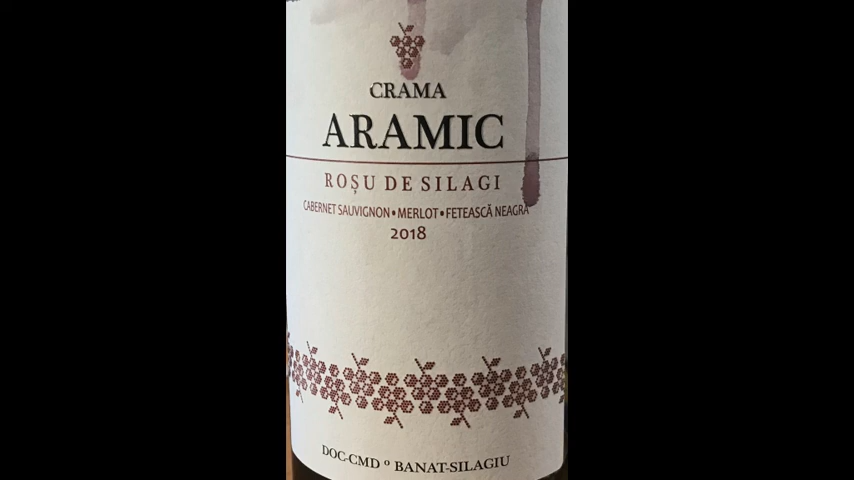 CRAMA
ARAMIC
ROȘU DE SILAGI
CABERNET SAUVIGNON•MERLOT•FETEASCĂ NEAGRĂ
2018
DOC-CMD º BANAT-SILAGIU